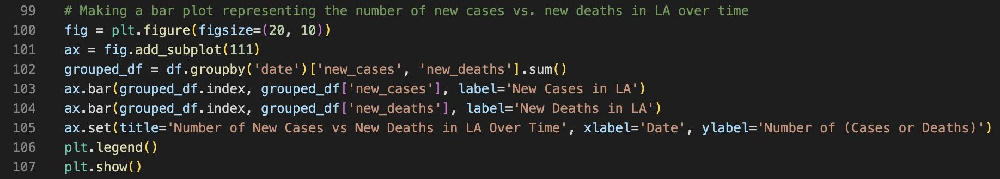 99 # Making a bar plot representing the number of new cases vs. new deaths in LA over time
100 fig = plt.figure(figsize=(20, 10))
101 ax = fig.add_subplot(111)
102 grouped_df = df.groupby('date')['new_cases', 'new_deaths'].sum()
103 ax.bar(grouped_df.index, grouped_df['new_cases'], label='New Cases in LA')
104 ax.bar(grouped_df.index, grouped_df['new_deaths'], label='New Deaths in LA')
105 ax.set(title='Number of New Cases vs New Deaths in LA Over Time', xlabel='Date', ylabel='Number of (Cases or Deaths)')
106 plt.legend()
107 plt.show()